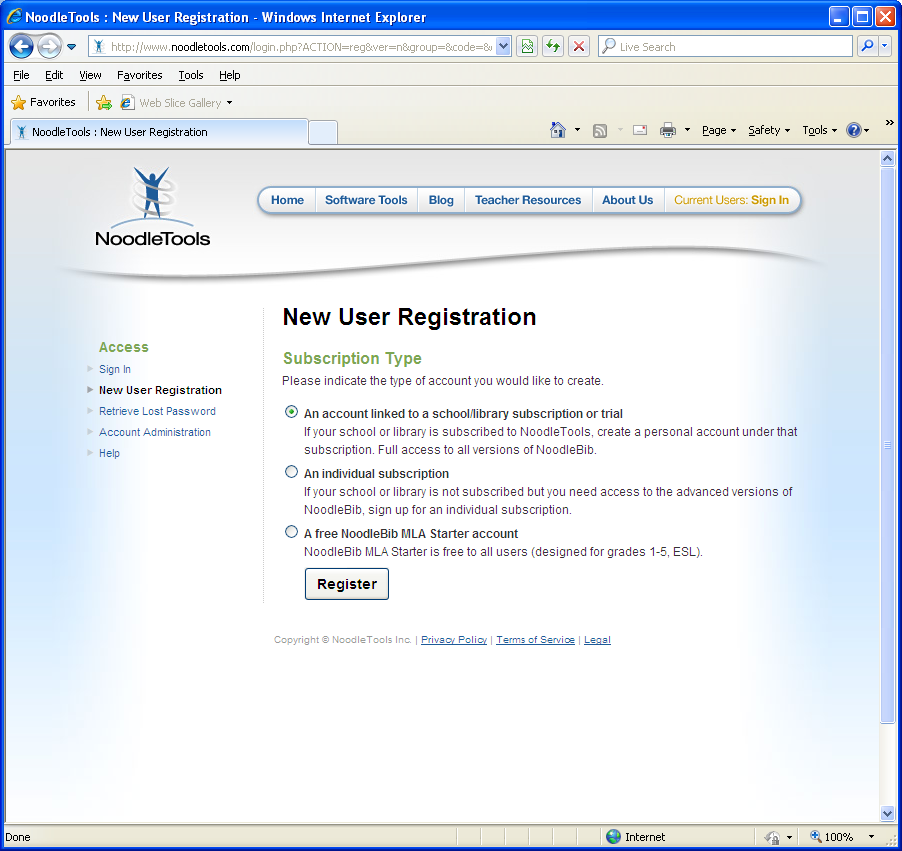 NoodleTools : New User Registration - Windows Internet Explorer
http://www.noodletools.com/login.php?ACTION=reg&ver=n&group=&code=&
Live Search
File Edit View Favorites Tools Help
Favorites Web Slice Gallery
NoodleTools : New User Registration
Page Safety Tools »
NoodleTools
Home Software Tools Blog Teacher Resources About Us Current Users: Sign In
New User Registration
Access
Sign In
New User Registration
Retrieve Lost Password
Account Administration
Help
Subscription Type
Please indicate the type of account you would like to create.
An account linked to a school/library subscription or trial
If your school or library is subscribed to NoodleTools, create a personal account under that
subscription. Full access to all versions of NoodleBib.
An individual subscription
If your school or library is not subscribed but you need access to the advanced versions of
NoodleBib, sign up for an individual subscription.
A free NoodleBib MLA Starter account
NoodleBib MLA Starter is free to all users (designed for grades 1-5, ESL).
Register
Copyright © NoodleTools Inc. | Privacy Policy | Terms of Service | Legal
Done Internet 100%